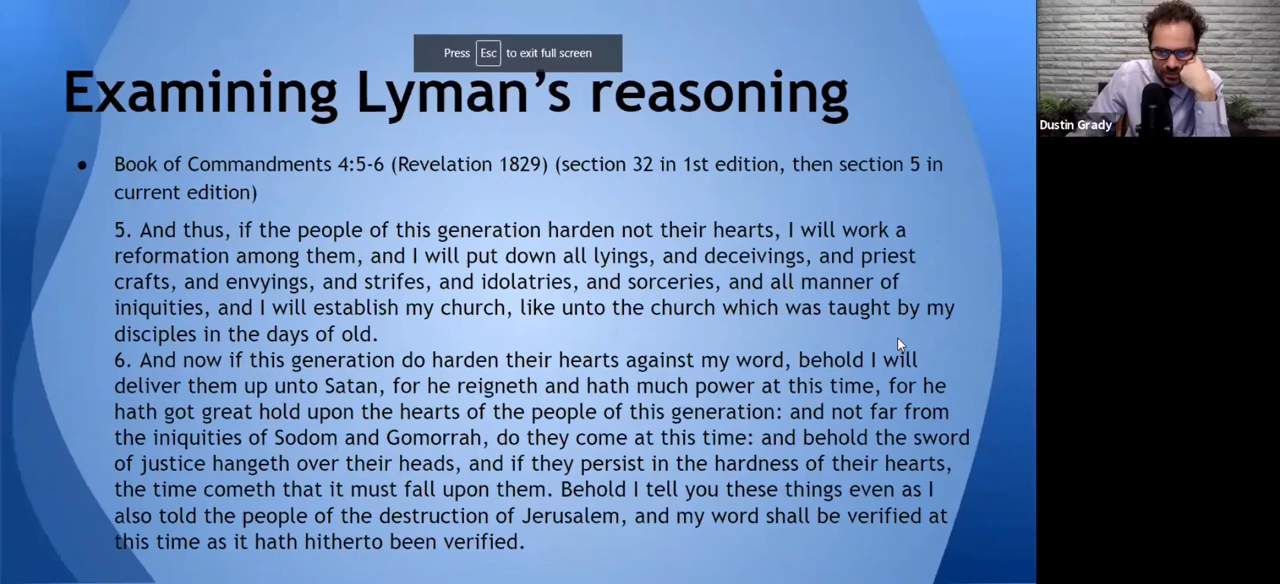 Press Esc to exit full screen
Examining Lyman's reasoning
Dustin Grady
● Book of Commandments 4:5-6 (Revelation 1829) (section 32 in 1st edition, then section 5 in
current edition)
5. And thus, if the people of this generation harden not their hearts, I will work a
reformation among them, and I will put down all lyings, and deceivings, and priest
crafts, and envyings, and strifes, and idolatries, and sorceries, and all manner of
iniquities, and I will establish my church, like unto the church which was taught by my
disciples in the days of old.
6. And now if this generation do harden their hearts against my word, behold I will
deliver them up unto Satan, for he reigneth and hath much power at this time, for he
hath got great hold upon the hearts of the people of this generation: and not far from
the iniquities of Sodom and Gomorrah, do they come at this time: and behold the sword
of justice hangeth over their heads, and if they persist in the hardness of their hearts,
the time cometh that it must fall upon them. Behold I tell you these things even as I
also told the people of the destruction of Jerusalem, and my word shall be verified at
this time as it hath hitherto been verified.